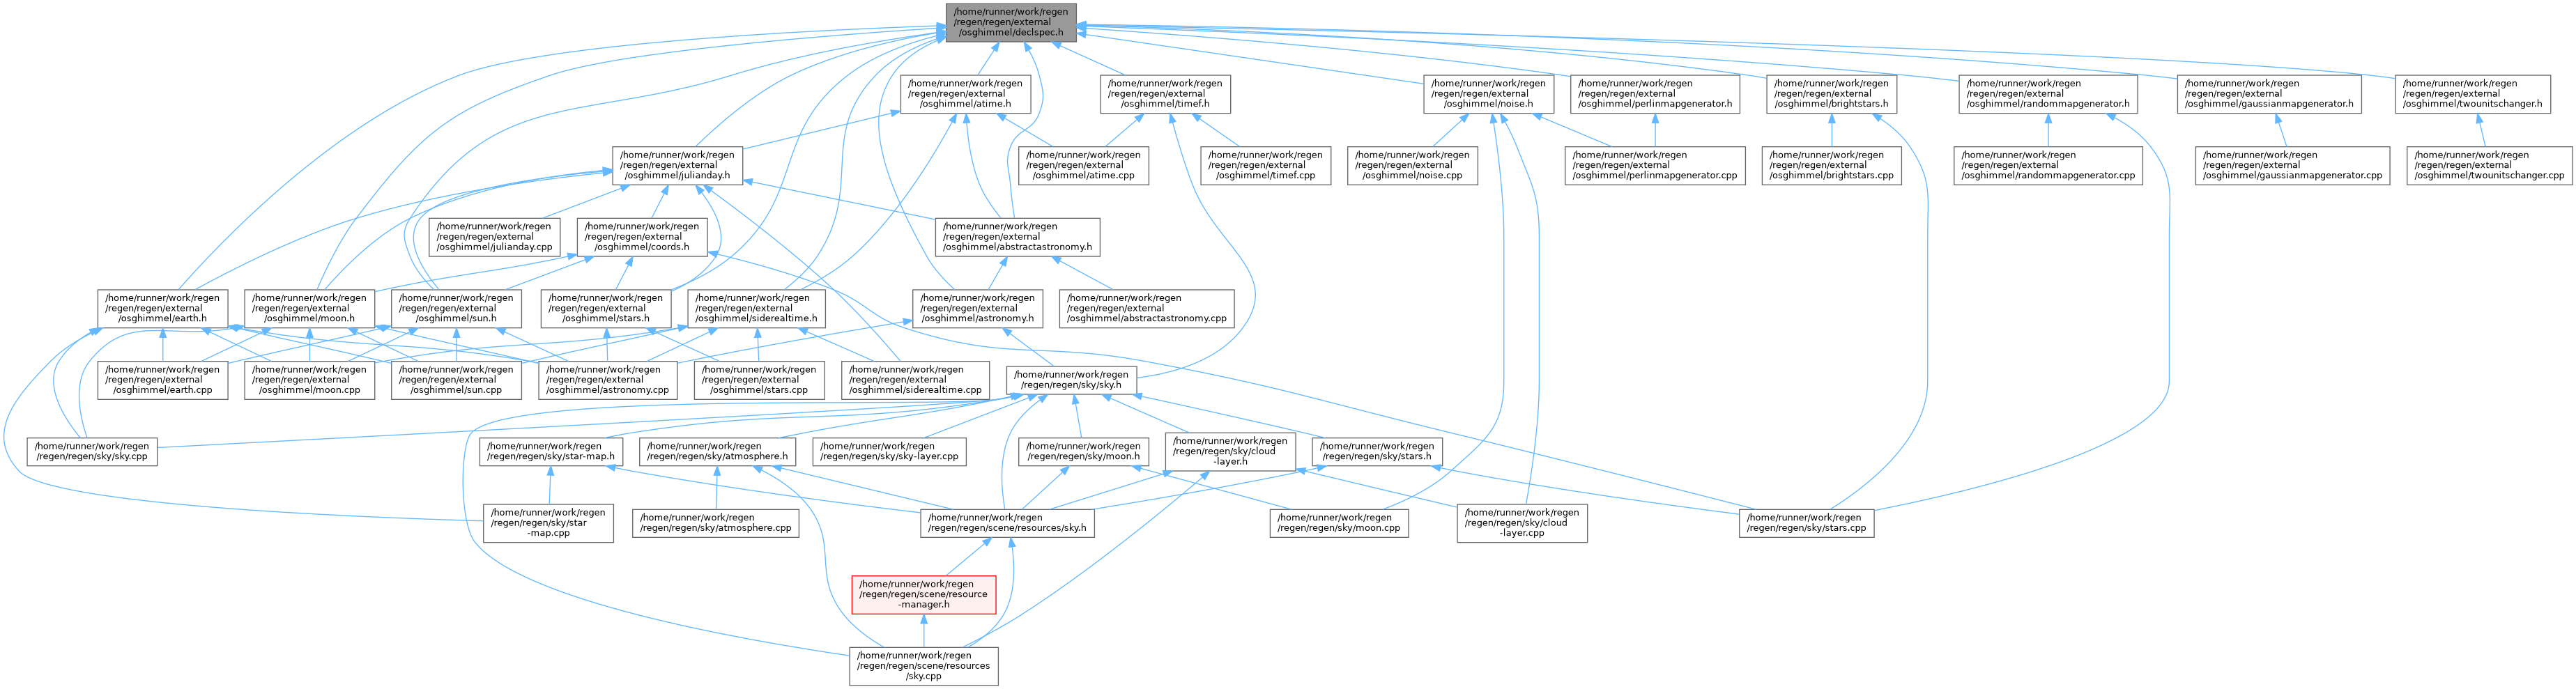 /home/runner/work/regen
/regen/regen/external
/osghimmel/declspec.h
/home/runner/work/regen
/regen/regen/external
/osghimmel/atime.h
/home/runner/work/regen
/regen/regen/external
/osghimmel/timef.h
/home/runner/work/regen
/regen/regen/external
/osghimmel/noise.h
/home/runner/work/regen
/regen/regen/external
/osghimmel/perlinmapgenerator.h
/home/runner/work/regen
/regen/regen/external
/osghimmel/brightstars.h
/home/runner/work/regen
/regen/regen/external
/osghimmel/randommapgenerator.h
/home/runner/work/regen
/regen/regen/external
/osghimmel/gaussianmapgenerator.h
/home/runner/work/regen
/regen/regen/external
/osghimmel/twounitschanger.h
/home/runner/work/regen
/regen/regen/external
/osghimmel/julianday.h
/home/runner/work/regen
/regen/regen/external
/osghimmel/atime.cpp
/home/runner/work/regen
/regen/regen/external
/osghimmel/timef.cpp
/home/runner/work/regen
/regen/regen/external
/osghimmel/noise.cpp
/home/runner/work/regen
/regen/regen/external
/osghimmel/perlinmapgenerator.cpp
/home/runner/work/regen
/regen/regen/external
/osghimmel/brightstars.cpp
/home/runner/work/regen
/regen/regen/external
/osghimmel/randommapgenerator.cpp
/home/runner/work/regen
/regen/regen/external
/osghimmel/gaussianmapgenerator.cpp
/home/runner/work/regen
/regen/regen/external
/osghimmel/twounitschanger.cpp
/home/runner/work/regen
/regen/regen/external
/osghimmel/julianday.cpp
/home/runner/work/regen
/regen/regen/external
/osghimmel/coords.h
/home/runner/work/regen
/regen/regen/external
/osghimmel/abstractastronomy.h
/home/runner/work/regen
/regen/regen/external
/osghimmel/earth.h
/home/runner/work/regen
/regen/regen/external
/osghimmel/moon.h
/home/runner/work/regen
/regen/regen/external
/osghimmel/sun.h
/home/runner/work/regen
/regen/regen/external
/osghimmel/stars.h
/home/runner/work/regen
/regen/regen/external
/osghimmel/siderealtime.h
/home/runner/work/regen
/regen/regen/external
/osghimmel/astronomy.h
/home/runner/work/regen
/regen/regen/external
/osghimmel/abstractastronomy.cpp
/home/runner/work/regen
/regen/regen/external
/osghimmel/earth.cpp
/home/runner/work/regen
/regen/regen/external
/osghimmel/moon.cpp
/home/runner/work/regen
/regen/regen/external
/osghimmel/sun.cpp
/home/runner/work/regen
/regen/regen/external
/osghimmel/astronomy.cpp
/home/runner/work/regen
/regen/regen/external
/osghimmel/stars.cpp
/home/runner/work/regen
/regen/regen/external
/osghimmel/siderealtime.cpp
/home/runner/work/regen
/regen/regen/sky/sky.h
/home/runner/work/regen
/regen/regen/sky/sky.cpp
/home/runner/work/regen
/regen/regen/sky/star-map.h
/home/runner/work/regen
/regen/regen/sky/atmosphere.h
/home/runner/work/regen
/regen/regen/sky/sky-layer.cpp
/home/runner/work/regen
/regen/regen/sky/moon.h
/home/runner/work/regen
/regen/regen/sky/cloud
-layer.h
/home/runner/work/regen
/regen/regen/sky/stars.h
/home/runner/work/regen
/regen/regen/sky/star
-map.cpp
/home/runner/work/regen
/regen/regen/sky/atmosphere.cpp
/home/runner/work/regen
/regen/regen/scene/resources/sky.h
/home/runner/work/regen
/regen/regen/sky/moon.cpp
/home/runner/work/regen
/regen/regen/sky/cloud
-layer.cpp
/home/runner/work/regen
/regen/regen/sky/stars.cpp
/home/runner/work/regen
/regen/regen/scene/resource
-manager.h
/home/runner/work/regen
/regen/regen/scene/resources
/sky.cpp